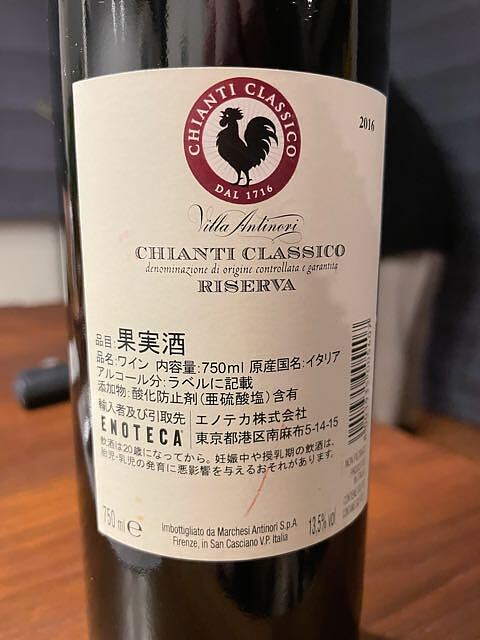 CHIANTI CLASSICO
DAL 1716
2016
Villa Antinori
CHIANTI CLASSICO
denominazione di origine controllata e garantita
RISERVA
品目:果実酒
品名:ワイン 内容量:750ml 原産国名:イタリア
アルコール分:ラベルに記載
添加物:酸化防止剤(亜硫酸塩)含有
輸入者及び引取先 エノテカ株式会社
ENOTECA 東京都港区南麻布5-14-15
飲酒は20歳になってから。妊娠中や授乳期の飲酒は、
胎児・乳児の発育に悪影響を与えるおそれがあります。
750 ml e
Imbottigliato da Marchesi Antinori S.p.A.
Firenze, in San Casciano V.P. Italia
13,5% vol